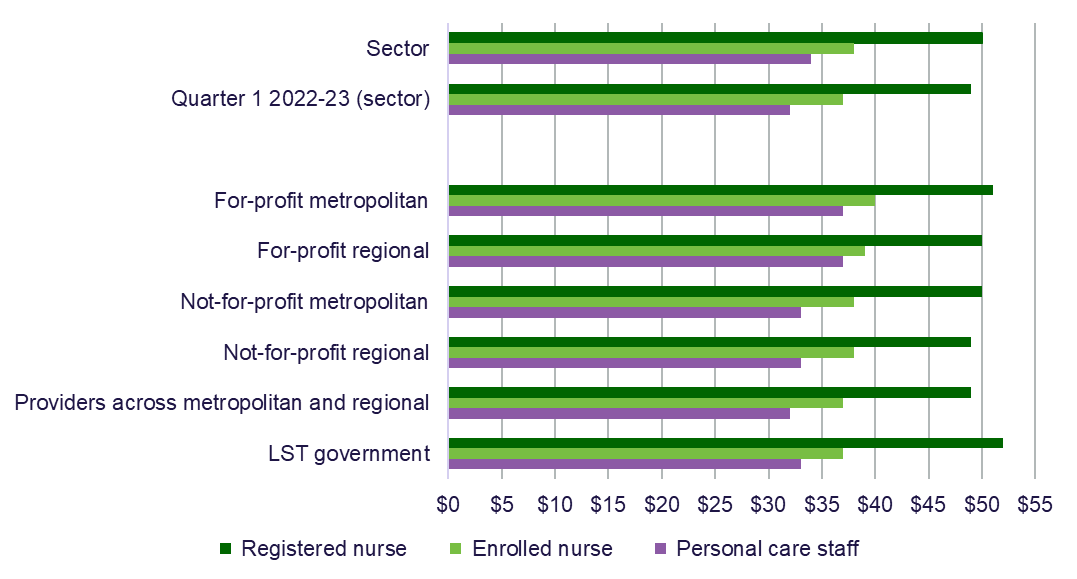 Sector
Quarter 1 2022-23 (sector)
For-profit metropolitan
For-profit regional
Not-for-profit metropolitan
Not-for-profit regional
Providers across metropolitan and regional
LST government
$0 $5 $10 $15 $20 $25 $30 $35 $40 $45 $50 $55
Registered nurse Enrolled nurse Personal care staff